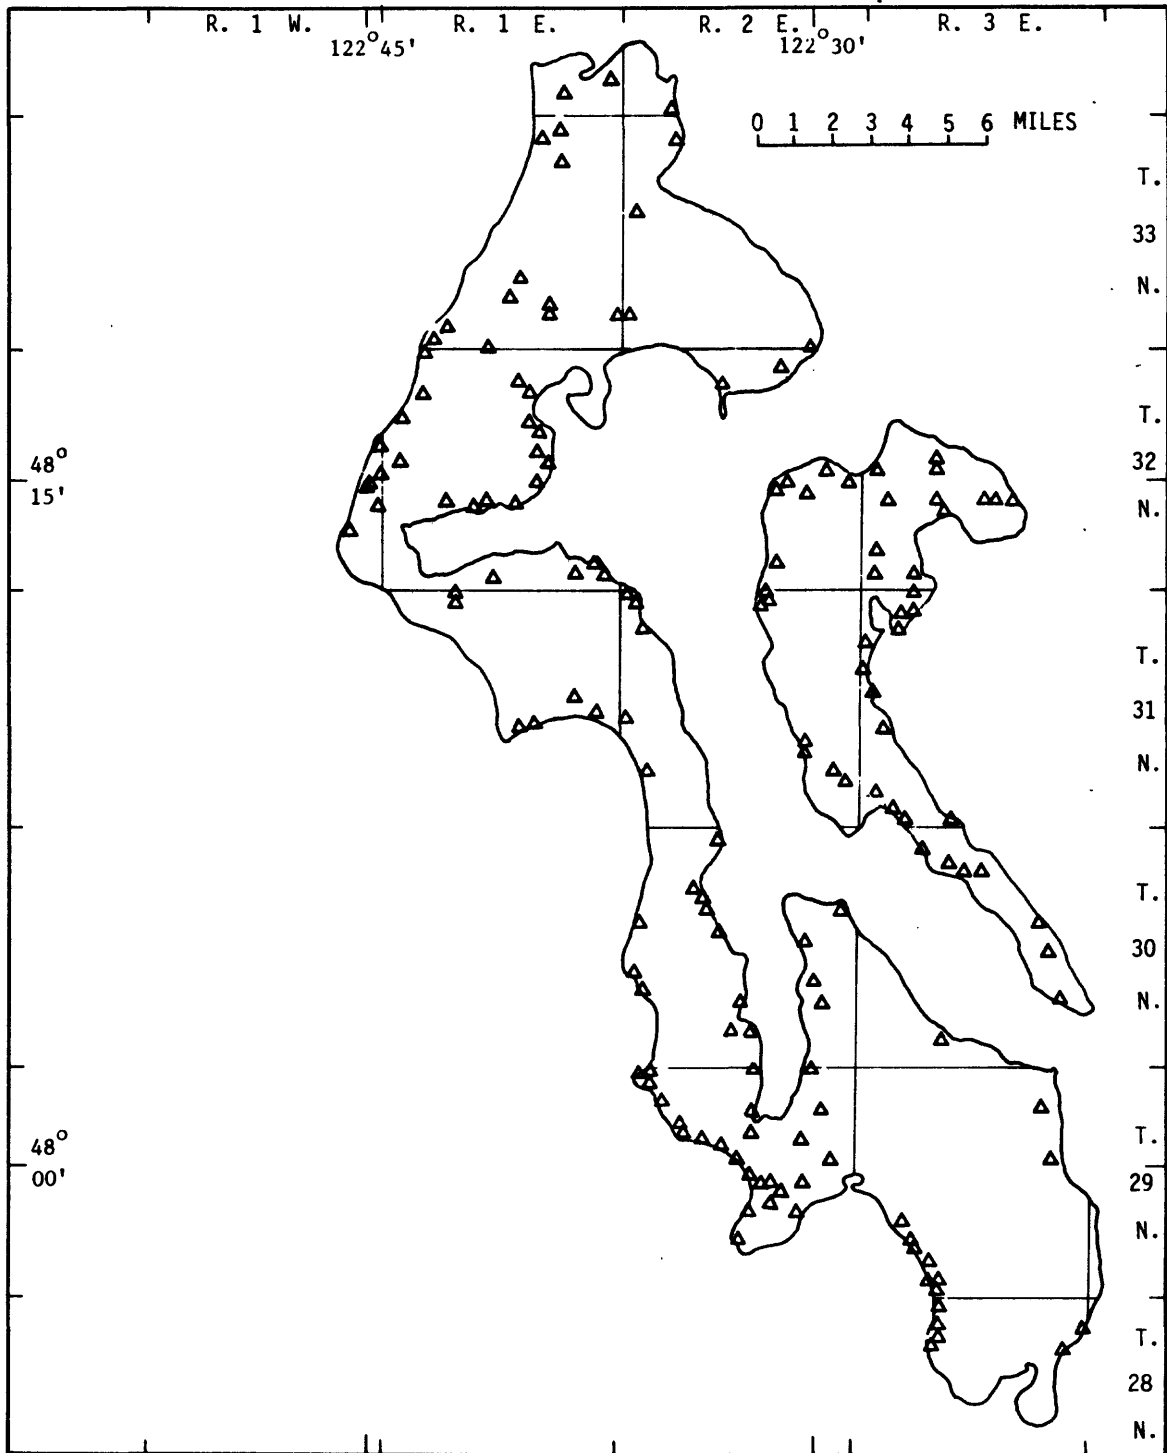 R. 1 W. R. 1 E. R. 2 E. R. 3 E.
122°45' 122°30'
0 1 2 3 4 5 6 MILES
T.
33
N.
T.
32
N.
48°
15'
T.
31
N.
T.
30
N.
T.
29
N.
48°
00'
T.
28
N.